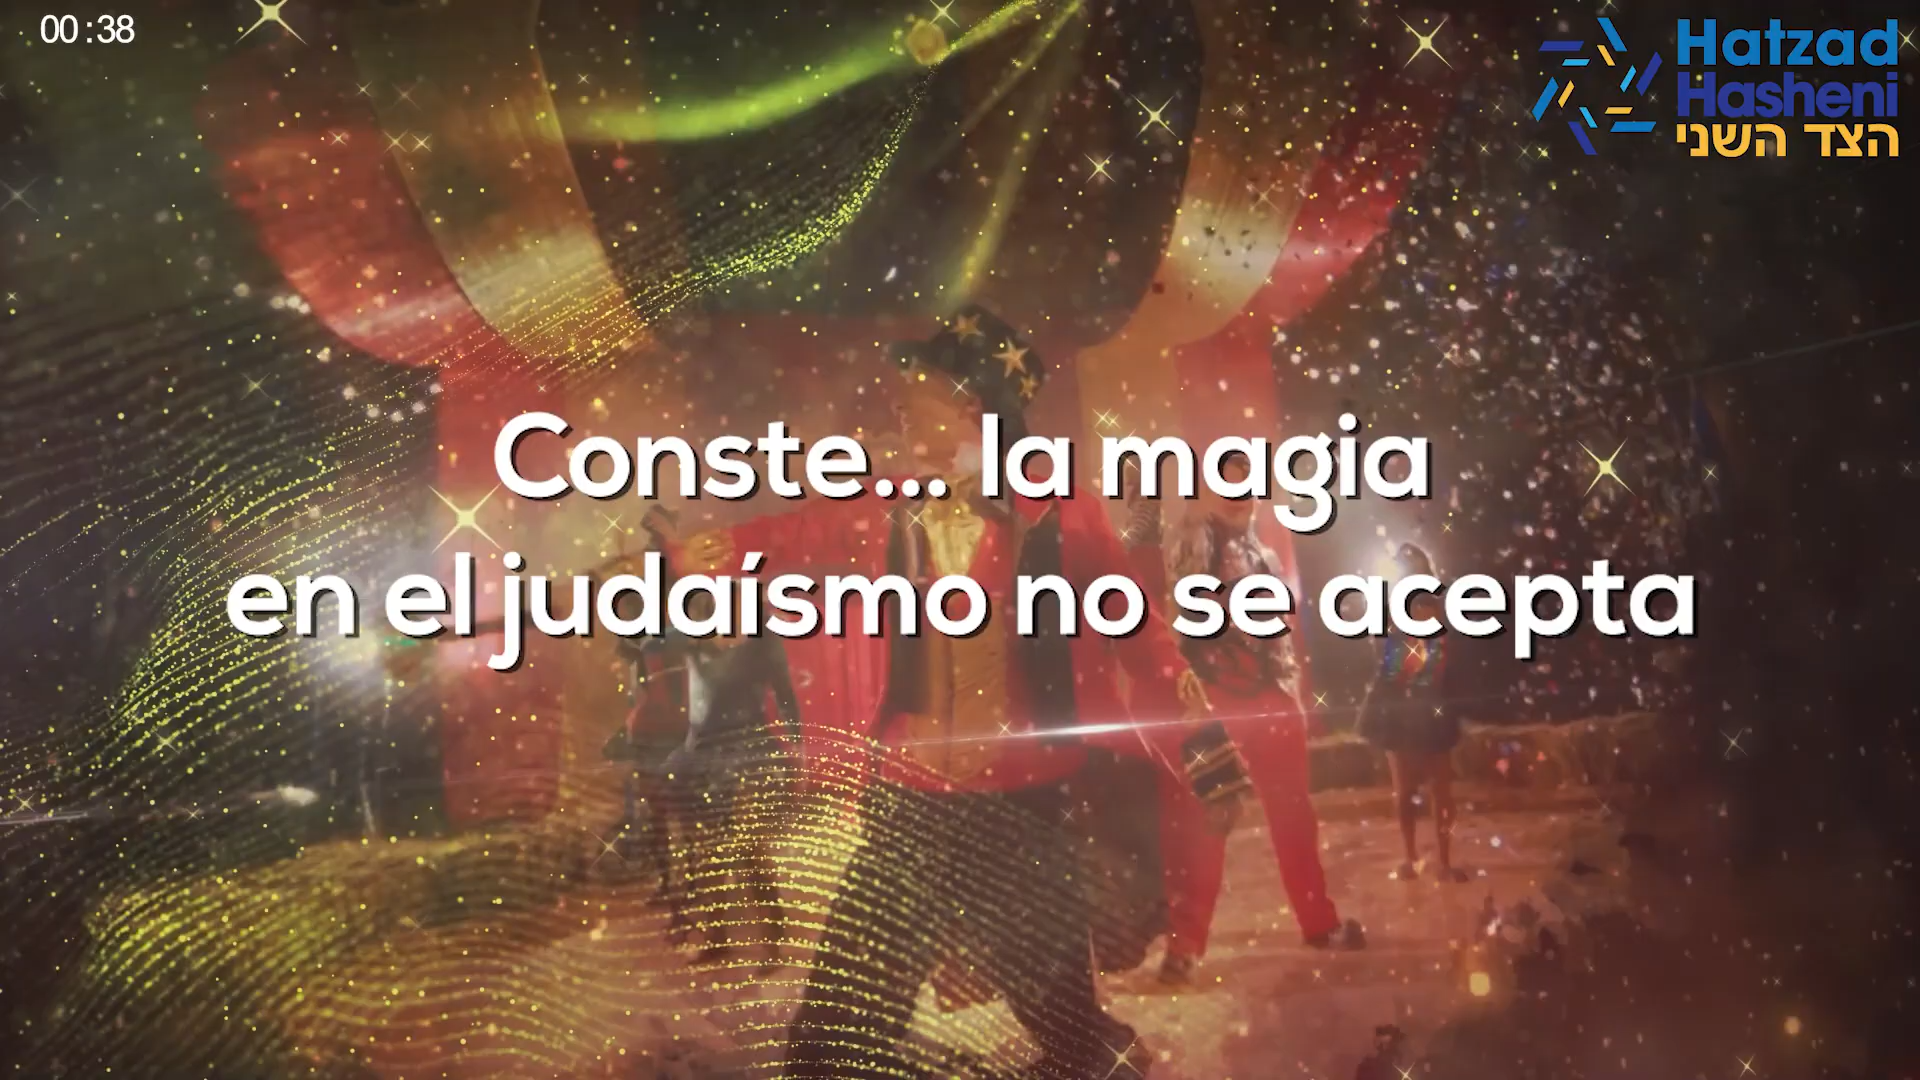 00:38
Hatzad
Hasheni
הצד השני
Conste... la magia
en el judaísmo no se acepta